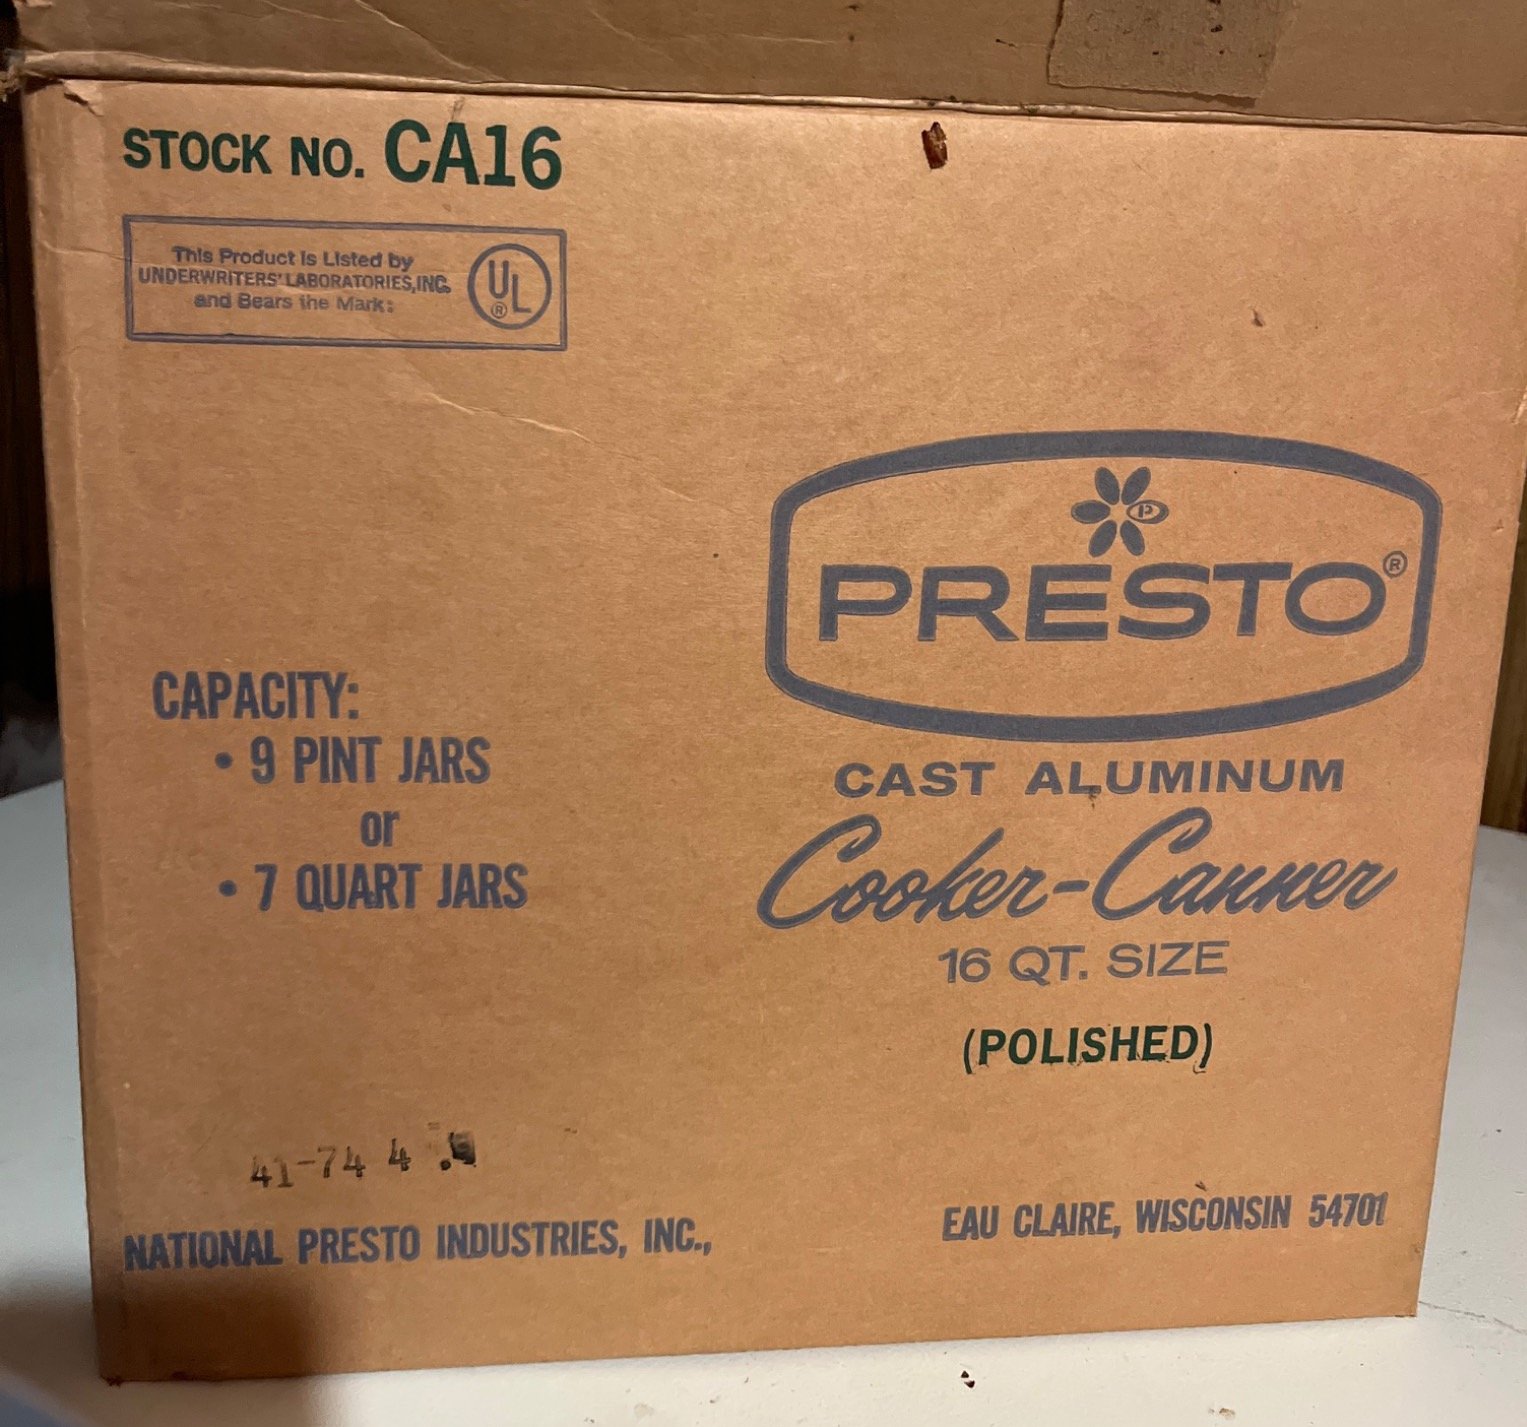 STOCK NO. CA16
This Product Is Listed by
UNDERWRITERS' LABORATORIES, INC.
and Bears the Mark:
UL®
P
PRESTO®
CAST ALUMINUM
Cooker-Canner
16 QT. SIZE
(POLISHED)
CAPACITY:
• 9 PINT JARS
or
• 7 QUART JARS
41-74 4
NATIONAL PRESTO INDUSTRIES, INC., EAU CLAIRE, WISCONSIN 54701